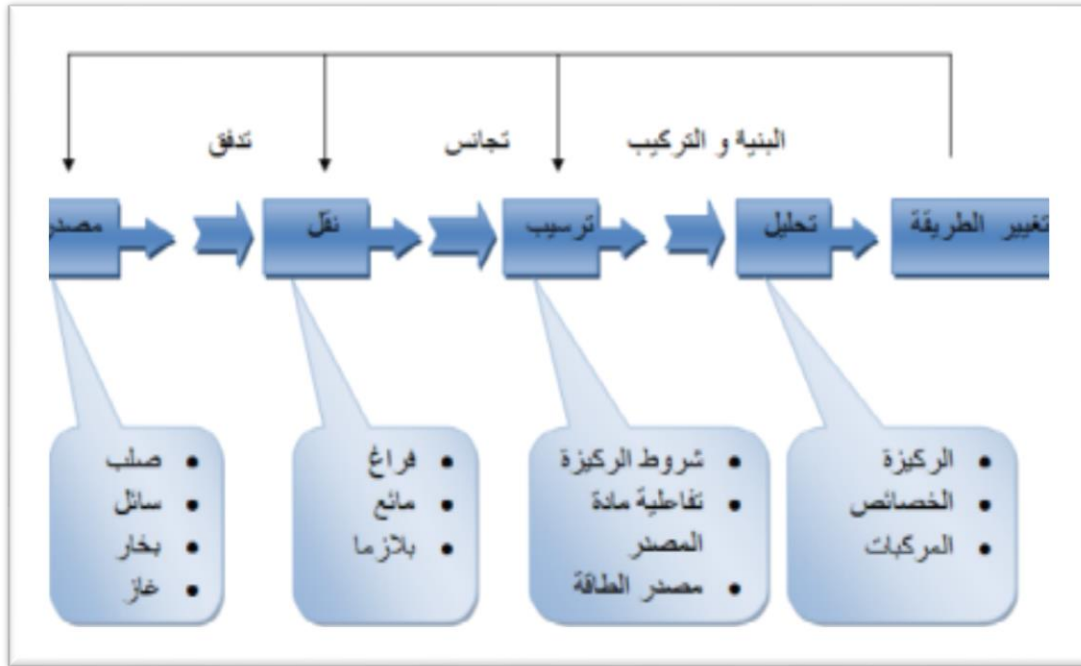 تدفق
تجانس
البنية و التركيب
مصدر
نقل
ترسيب
تحليل
تغيير الطريقة
صلب
سائل
بخار
غاز
فراغ
مائع
بلازما
شروط الركيزة
تفاعلية مادة
المصدر
مصدر الطاقة
الركيزة
الخصائص
المركبات